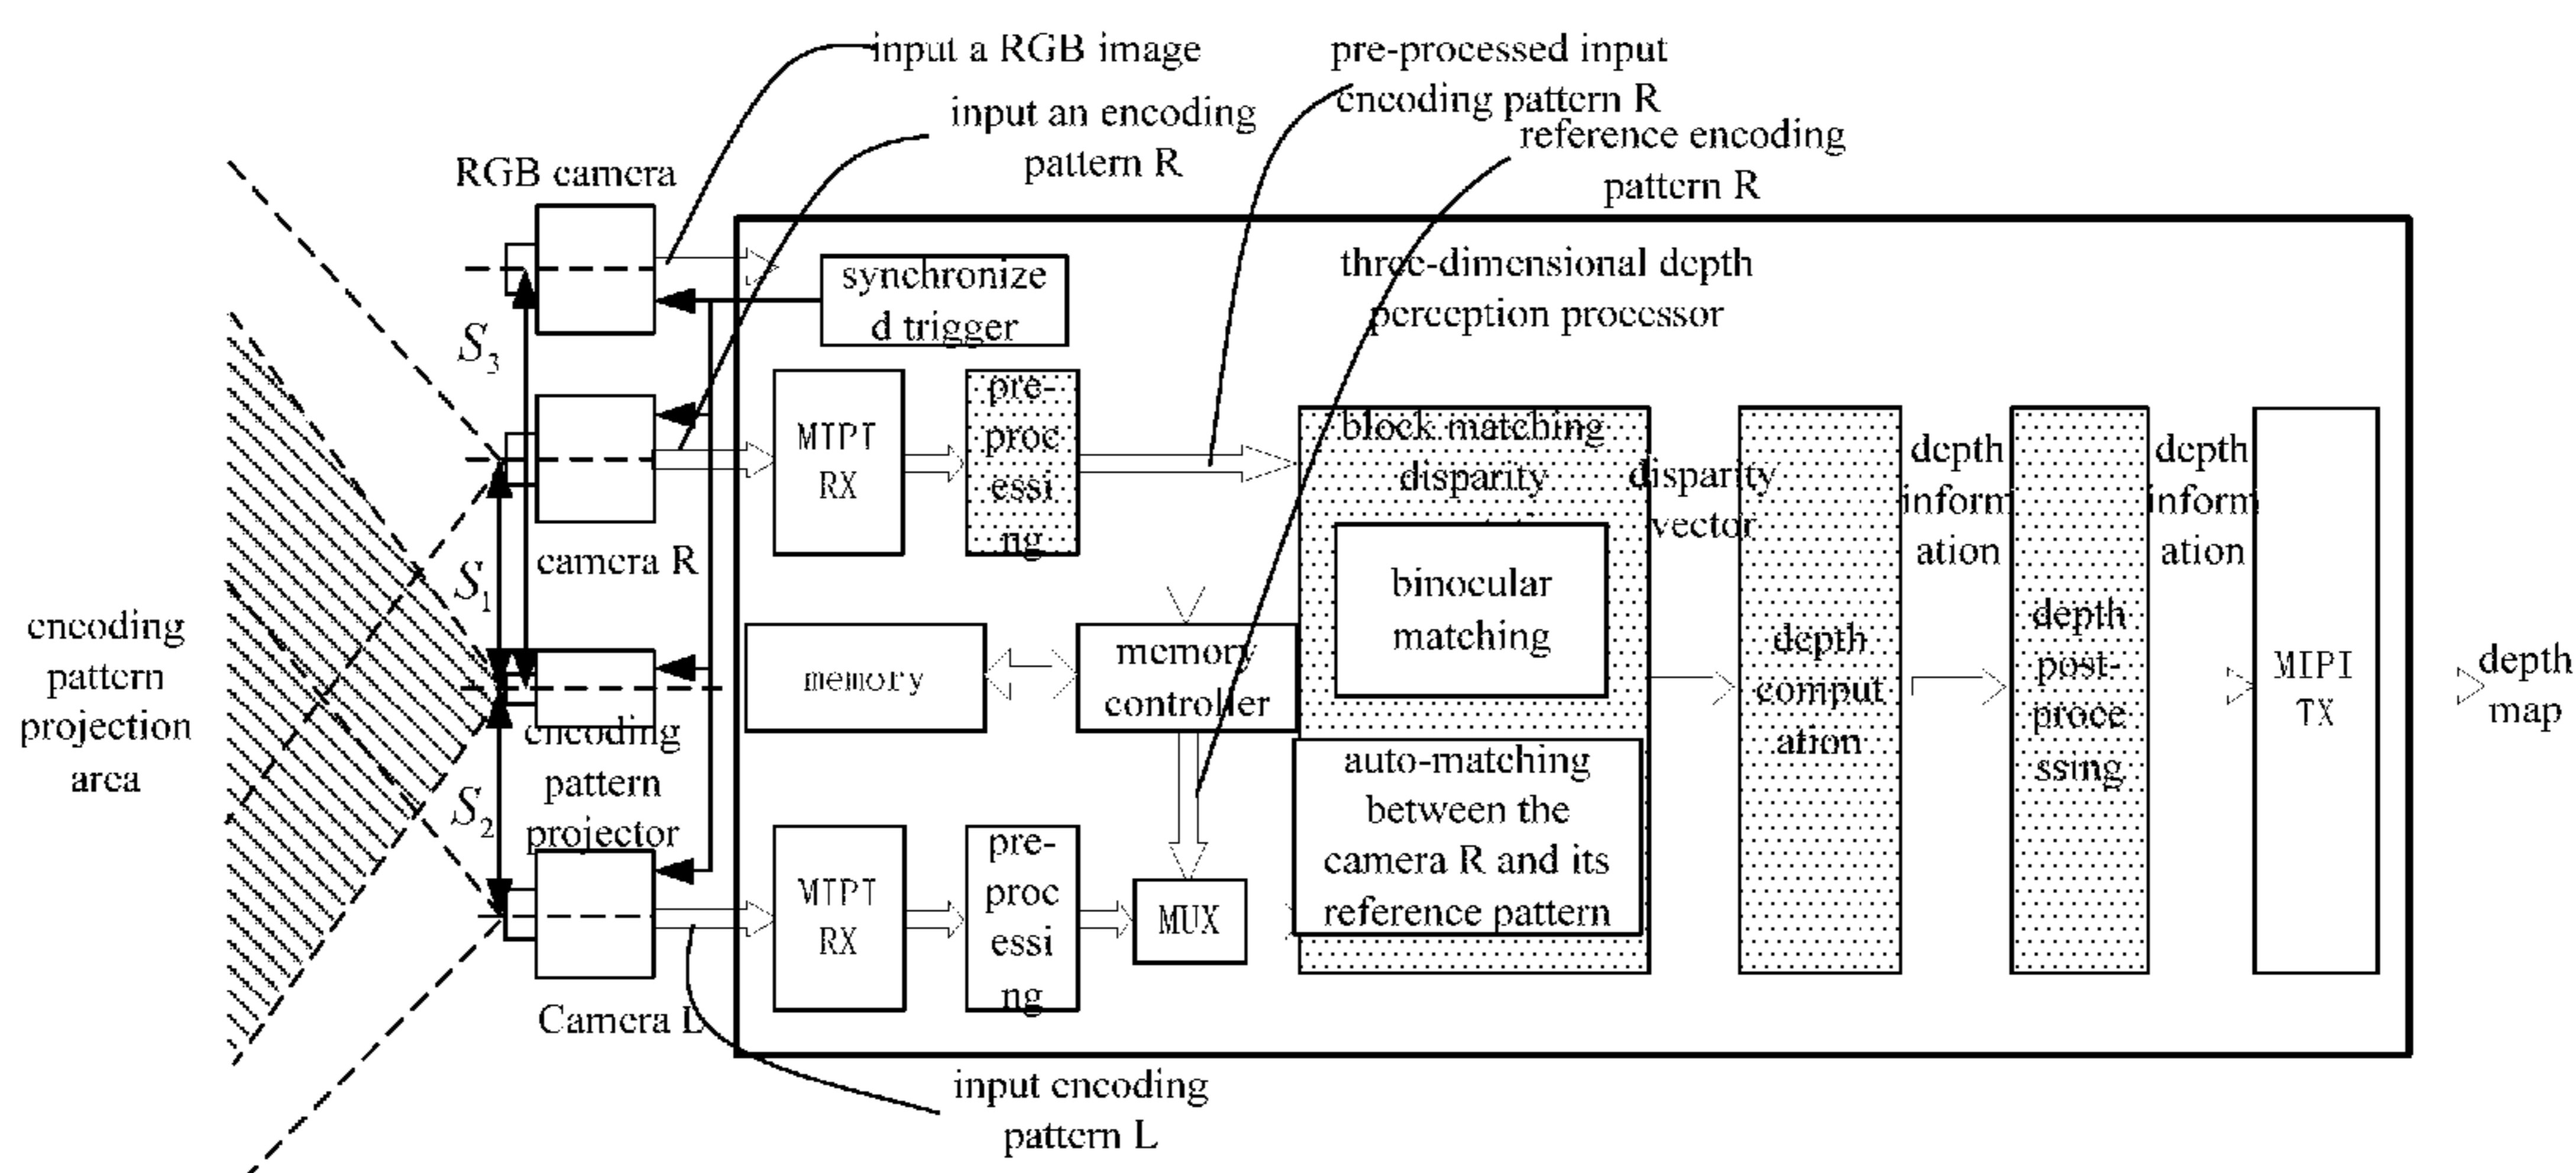 input a RGB image
input an encoding
pattern R
pre-processed input
encoding pattern R
reference encoding
pattern R
RGB camera
three-dimensional depth
perception processor
synchronize
d trigger
S3
MIPI
RX
pre-
proc
essi
ng
camera R
block matching
disparity
disparity
vector
depth
inform
ation
depth
inform
ation
S1
binocular
matching
encoding
pattern
projection
area
memory
memory
controller
depth
comput
ation
depth
post-
proce
ssing
MIPI
TX
depth
map
encoding
pattern
projector
S2
auto-matching
between the
camera R and its
reference pattern
MIPI
RX
pre-
proc
essi
ng
MUX
Camera L
input encoding
pattern L